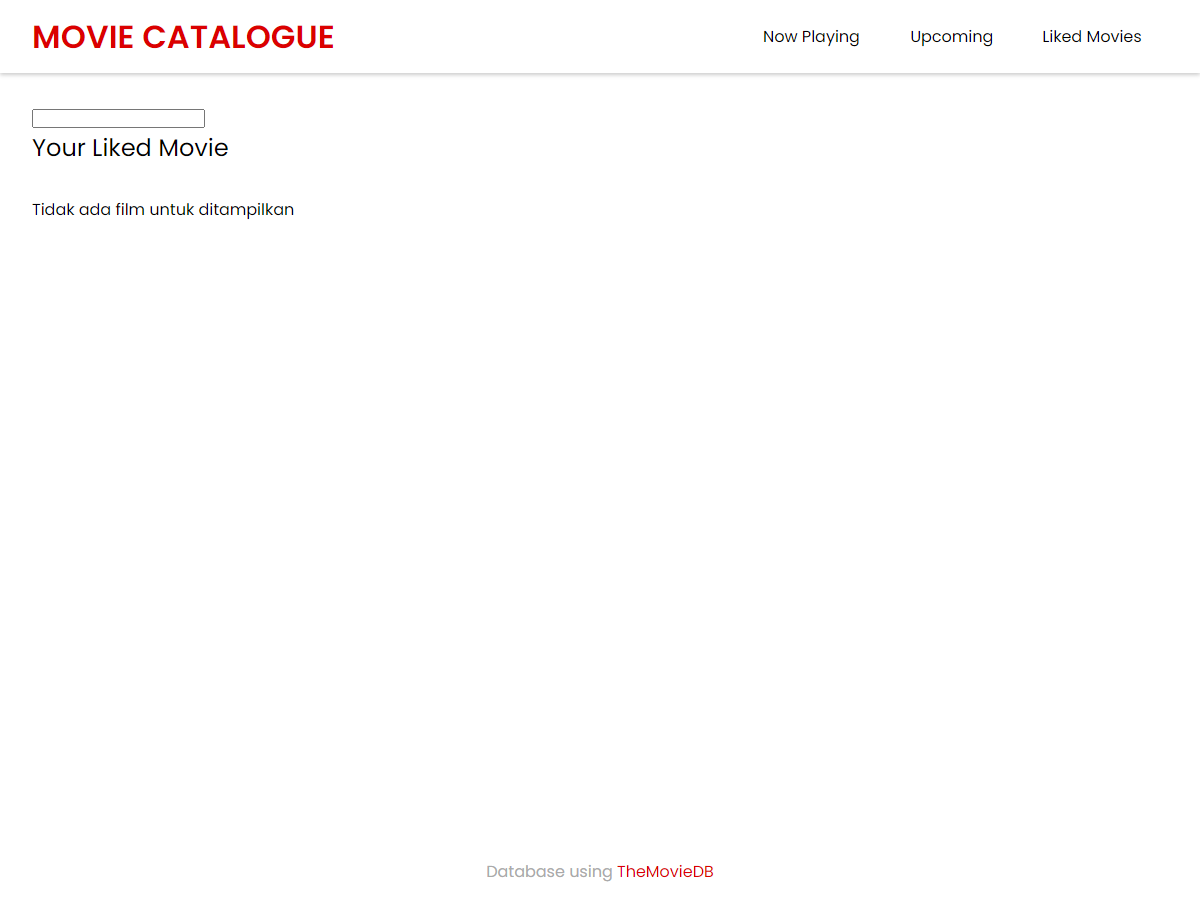 MOVIE CATALOGUE
Now Playing
Upcoming
Liked Movies
Your Liked Movie
Tidak ada film untuk ditampilkan
Database using TheMovieDB